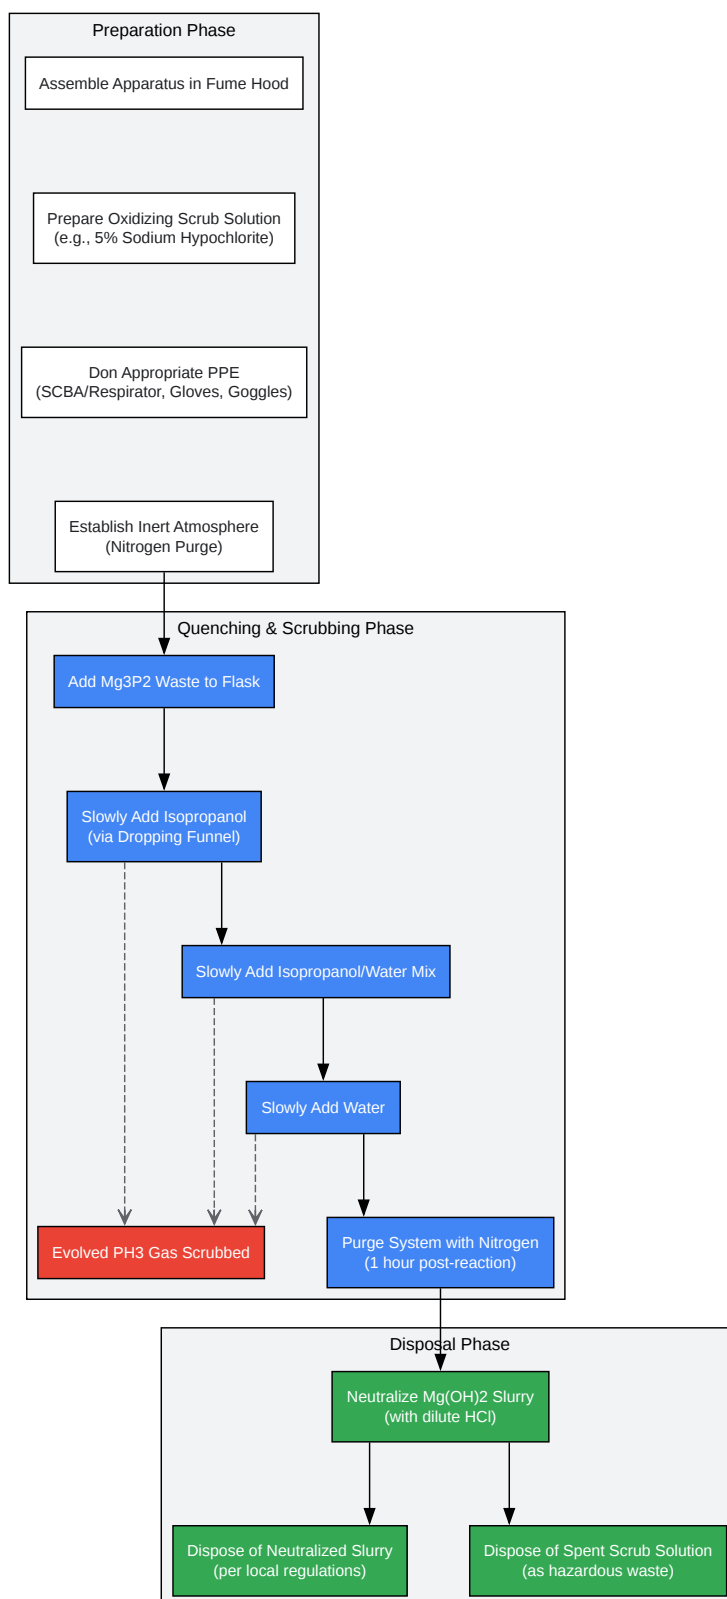 Preparation Phase
Assemble Apparatus in Fume Hood
Prepare Oxidizing Scrub Solution
(e.g., 5% Sodium Hypochlorite)
Don Appropriate PPE
(SCBA/Respirator, Gloves, Goggles)
Establish Inert Atmosphere
(Nitrogen Purge)
Quenching & Scrubbing Phase
Add Mg3P2 Waste to Flask
Slowly Add Isopropanol
(via Dropping Funnel)
Slowly Add Isopropanol/Water Mix
Slowly Add Water
Evolved PH3 Gas Scrubbed
Purge System with Nitrogen
(1 hour post-reaction)
Disposal Phase
Neutralize Mg(OH)2 Slurry
(with dilute HCl)
Dispose of Neutralized Slurry
(per local regulations)
Dispose of Spent Scrub Solution
(as hazardous waste)